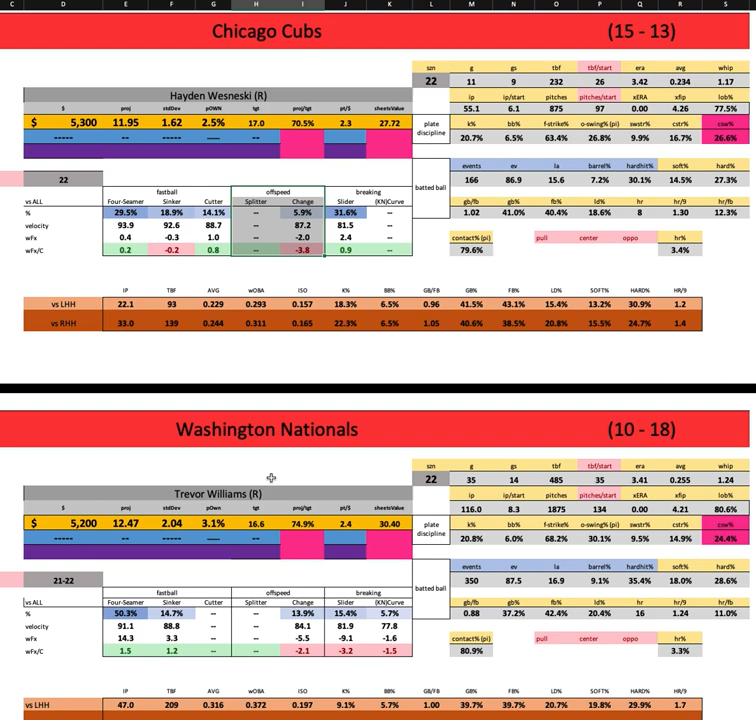 C D E F G H I J K L M N O P Q R S
Chicago Cubs (15 - 13)
szn g gs tbf tbf/start era avg whip
22 11 9 232 26 3.42 0.234 1.17
Hayden Wesneski (R) ip ip/start pitches pitches/start xERA xfip lob%
$ proj stdDev pOWN tgt proj/tgt pt/$ sheetsValue 55.1 6.1 875 97 0.00 4.26 77.5%
$ 5,300 11.95 1.62 2.5% 17.0 70.5% 2.3 27.72 plate discipline k% bb% f-strike% o-swing% (pi) swstr% cstr% csw%
----- -- ----- -- 20.7% 6.5% 63.4% 26.8% 9.9% 16.7% 26.6%
batted ball events ev la barrel% hardhit% soft% hard%
22 166 86.9 15.6 7.2% 30.1% 14.5% 27.3%
fastball offspeed breaking
vs ALL Four-Seamer Sinker Cutter Splitter Change Slider (KN)Curve gb/fb gb% fb% ld% hr hr/9 hr/fb
% 29.5% 18.9% 14.1% -- 5.9% 31.6% -- 1.02 41.0% 40.4% 18.6% 8 1.30 12.3%
velocity 93.9 92.6 88.7 -- 87.2 81.5 --
wFx 0.4 -0.3 1.0 -- -2.0 2.4 -- contact% (pi) pull center oppo hr%
wFx/C 0.2 -0.2 0.8 -- -3.8 0.9 -- 79.6% 3.4%
IP TBF AVG wOBA ISO K% BB% GB/FB GB% FB% LD% SOFT% HARD% HR/9
vs LHH 22.1 93 0.229 0.293 0.157 18.3% 6.5% 0.96 41.5% 43.1% 15.4% 13.2% 30.9% 1.2
vs RHH 33.0 139 0.244 0.311 0.165 22.3% 6.5% 1.05 40.6% 38.5% 20.8% 15.5% 24.7% 1.4
Washington Nationals (10 - 18)
szn g gs tbf tbf/start era avg whip
22 35 14 485 35 3.41 0.255 1.24
Trevor Williams (R) ip ip/start pitches pitches/start xERA xfip lob%
$ proj stdDev pOwn tgt proj/tgt pt/$ sheetsValue 116.0 8.3 1875 134 0.00 4.21 80.6%
$ 5,200 12.47 2.04 3.1% 16.6 74.9% 2.4 30.40 plate discipline k% bb% f-strike% o-swing% (pi) swstr% cstr% csw%
----- -- ----- -- 20.8% 6.0% 68.2% 30.1% 9.5% 14.9% 24.4%
batted ball events ev la barrel% hardhit% soft% hard%
21-22 350 87.5 16.9 9.1% 35.4% 18.0% 28.6%
fastball offspeed breaking
vs ALL Four-Seamer Sinker Cutter Splitter Change Slider (KN)Curve gb/fb gb% fb% ld% hr hr/9 hr/fb
% 50.3% 14.7% -- -- 13.9% 15.4% 5.7% 0.88 37.2% 42.4% 20.4% 16 1.24 11.0%
velocity 91.1 88.8 -- -- 84.1 81.9 77.8
wFx 14.3 3.3 -- -- -5.5 -9.1 -1.6 contact% (pi) pull center oppo hr%
wFx/C 1.5 1.2 -- -- -2.1 -3.2 -1.5 80.9% 3.3%
IP TBF AVG wOBA ISO K% BB% GB/FB GB% FB% LD% SOFT% HARD% HR/9
vs LHH 47.0 209 0.316 0.372 0.197 9.1% 5.7% 1.00 39.7% 39.7% 20.7% 19.8% 29.9% 1.7